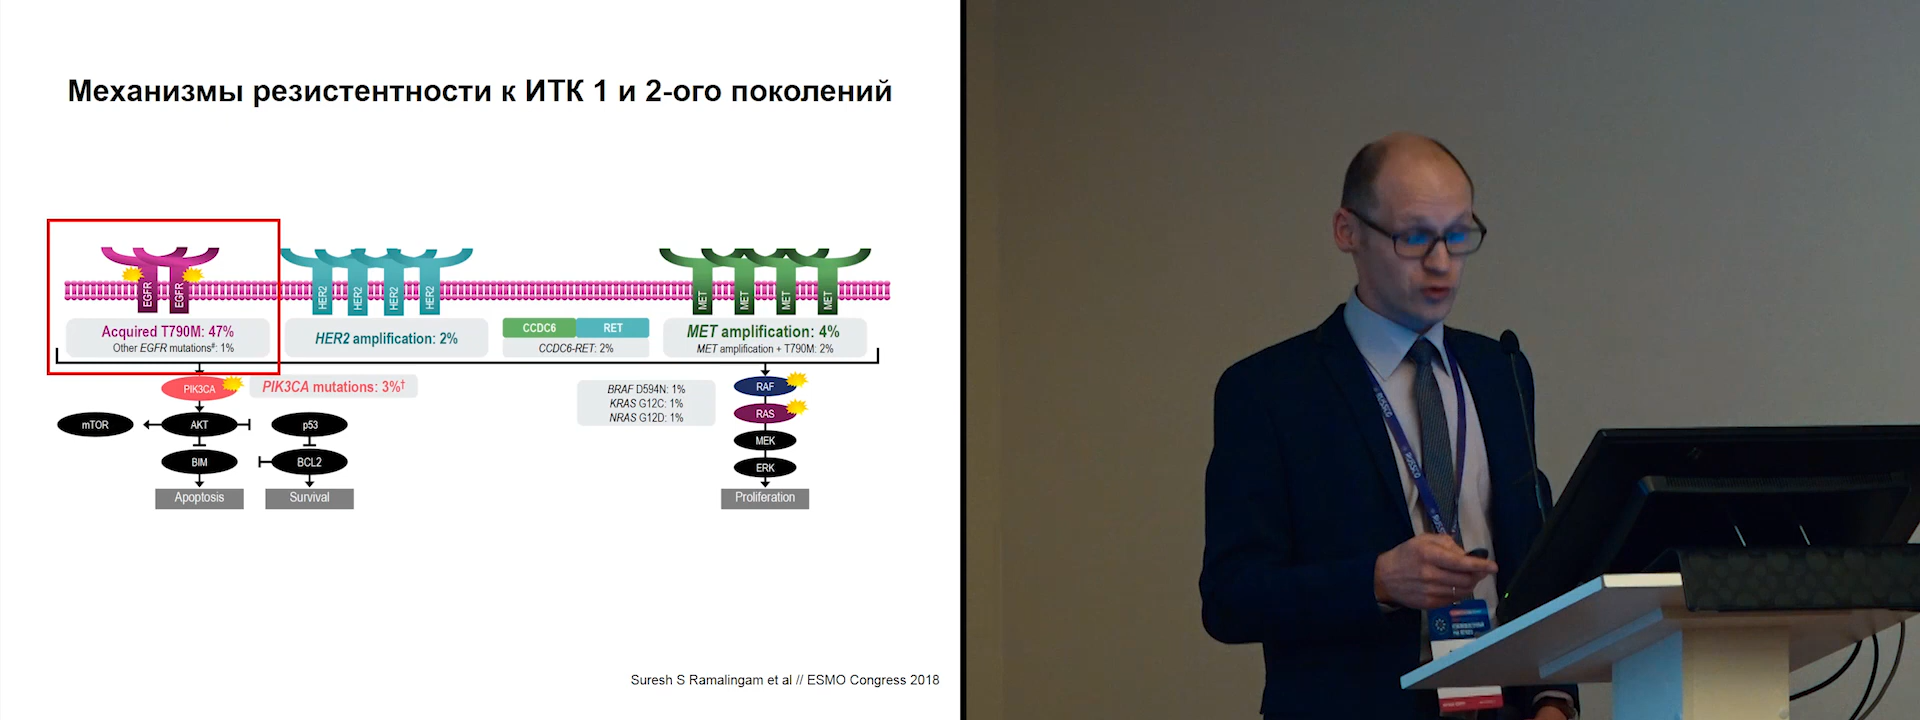 Механизмы резистентности к ИТК 1 и 2-ого поколений
EGFR
EGFR
HER2
HER2
HER2
HER2
MET
MET
MET
MET
Acquired T790M: 47%
Other EGFR mutations#: 1%
HER2 amplification: 2%
CCDC6
RET
CCDC6-RET: 2%
MET amplification: 4%
MET amplification + T790M: 2%
PIK3CA
PIK3CA mutations: 3%†
BRAF D594N: 1%
KRAS G12C: 1%
NRAS G12D: 1%
RAF
RAS
MEK
ERK
Proliferation
mTOR
AKT
p53
BIM
BCL2
Apoptosis
Survival
Suresh S Ramalingam et al // ESMO Congress 2018
RUSSCO
RUSSCO